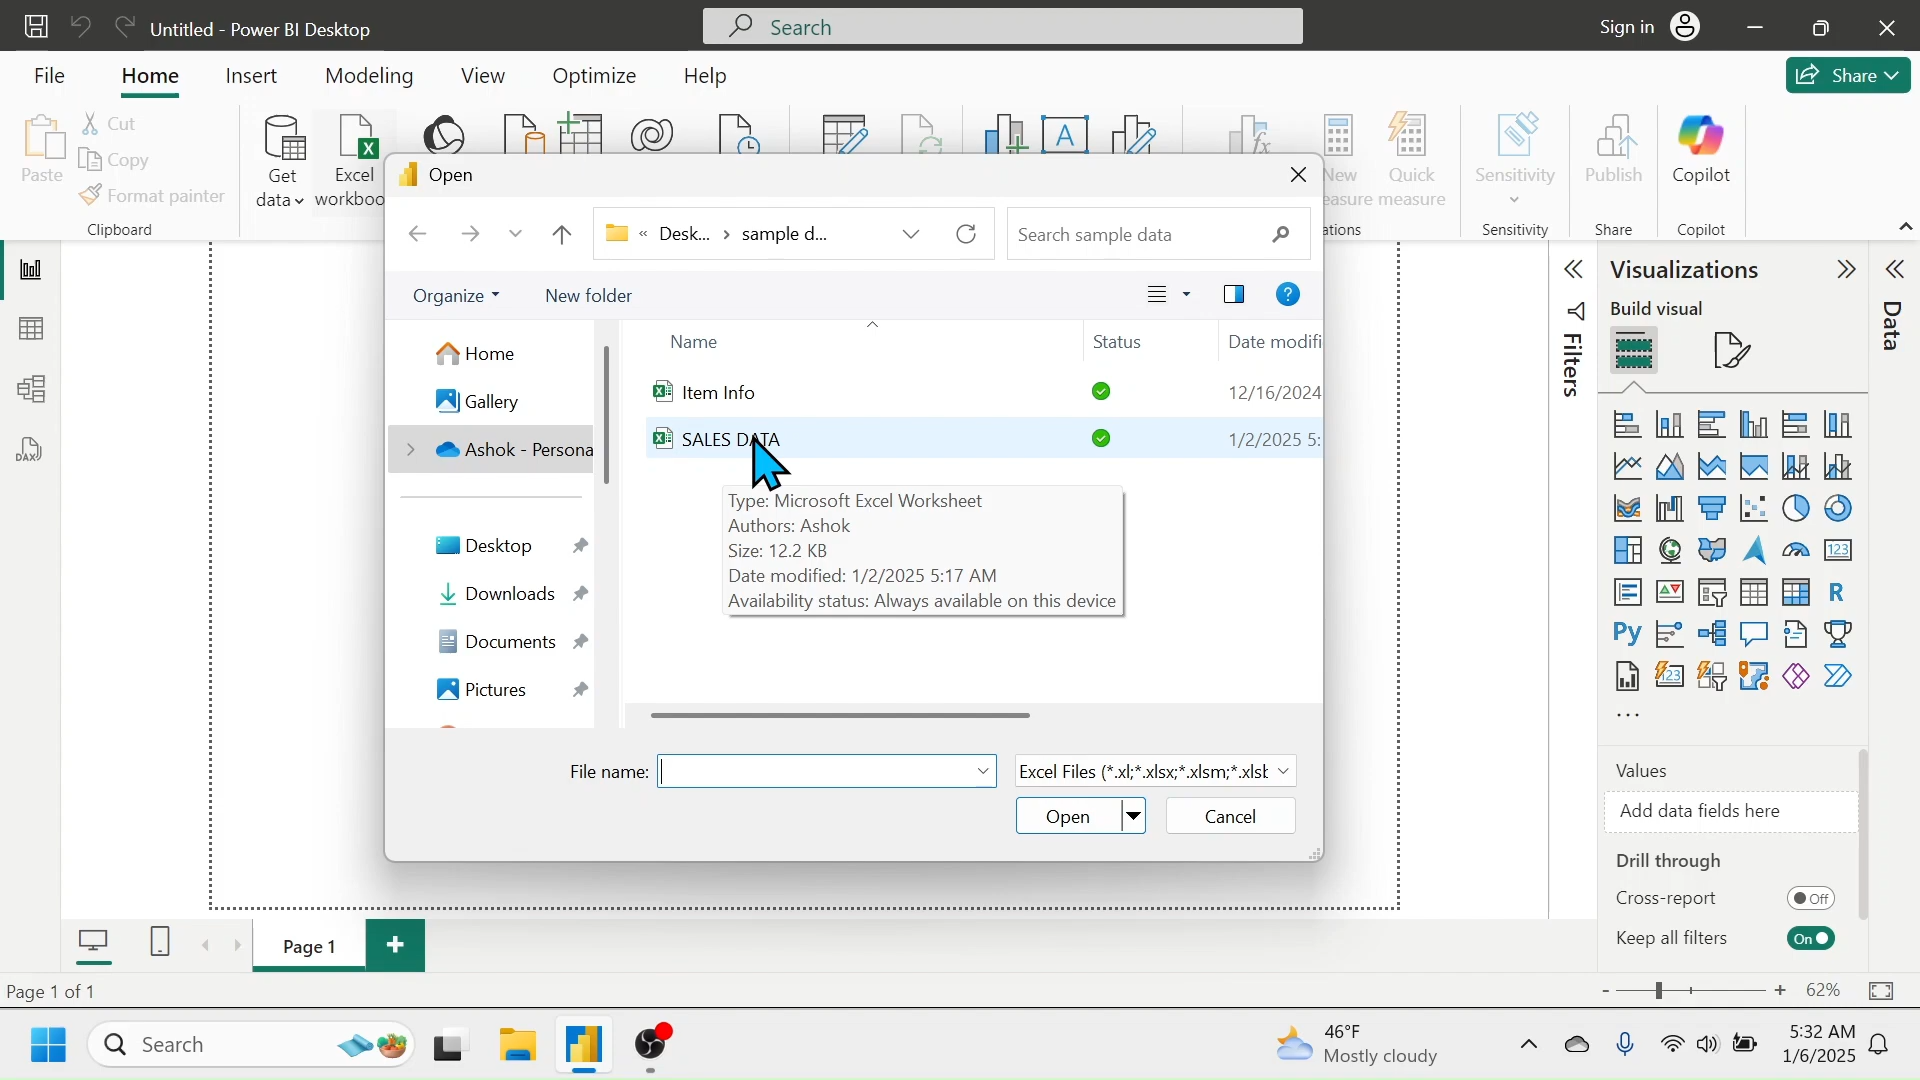 Untitled - Power BI Desktop
Search
Sign in
File
Home
Insert
Modeling
View
Optimize
Help
Share
Paste
Cut
Copy
Format painter
Clipboard
Get
data
Excel
workboo
A
New
easure
Quick
measure
ations
Sensitivity
Sensitivity
Publish
Share
Copilot
Copilot
Open
« Desk... › sample d...
Search sample data
Organize
New folder
Home
Gallery
Ashok - Persona
Desktop
Downloads
Documents
Pictures
Name
Status
Date modifi
Item Info
12/16/2024
SALES DATA
1/2/2025 5:
Type: Microsoft Excel Worksheet
Authors: Ashok
Size: 12.2 KB
Date modified: 1/2/2025 5:17 AM
Availability status: Always available on this device
File name:
Excel Files (*.xl;*.xlsx;*.xlsm;*.xlsb
Open
Cancel
DAX
Filters
Visualizations
Build visual
123
R
Py
123
...
Values
Add data fields here
Drill through
Cross-report
Off
Keep all filters
On
Data
Page 1
+
Page 1 of 1
- + 62%
Search
46°F
Mostly cloudy
5:32 AM
1/6/2025